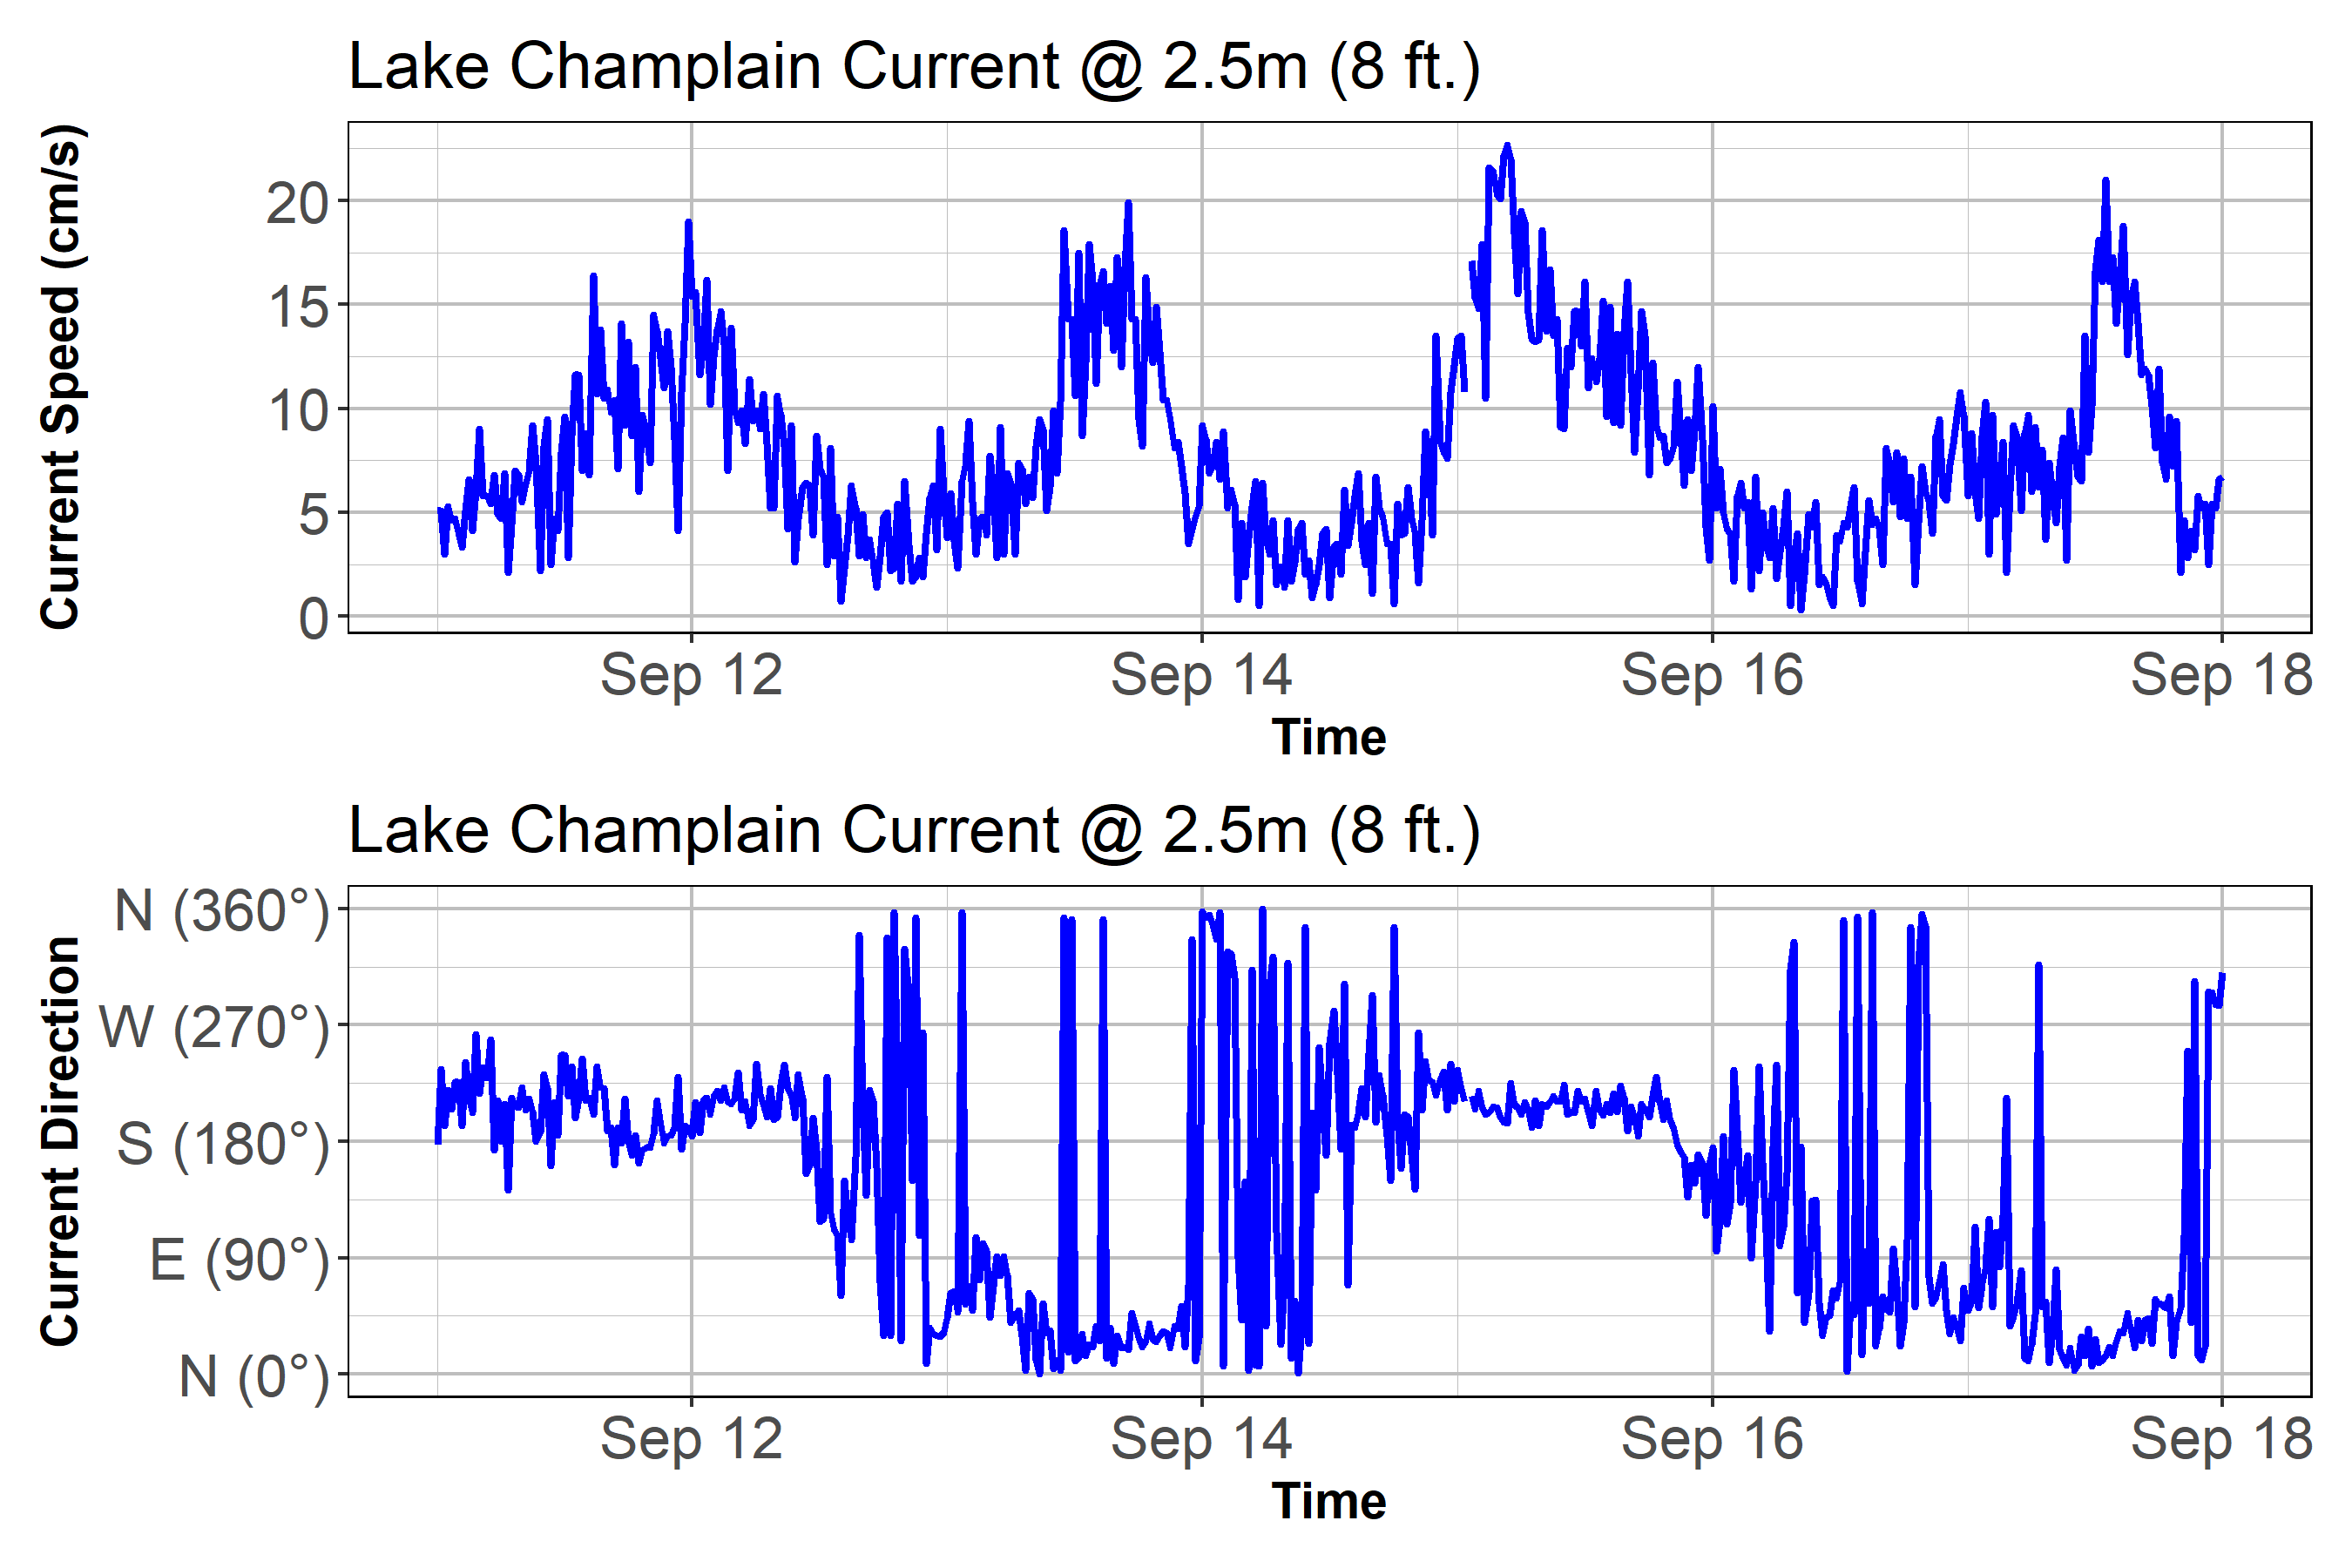 Lake Champlain Current @ 2.5m (8 ft.)
Current Speed (cm/s)
20
15
10
5
0
Sep 12 Sep 14 Sep 16 Sep 18
Time
Lake Champlain Current @ 2.5m (8 ft.)
Current Direction
N (360°)
W (270°)
S (180°)
E (90°)
N (0°)
Sep 12 Sep 14 Sep 16 Sep 18
Time